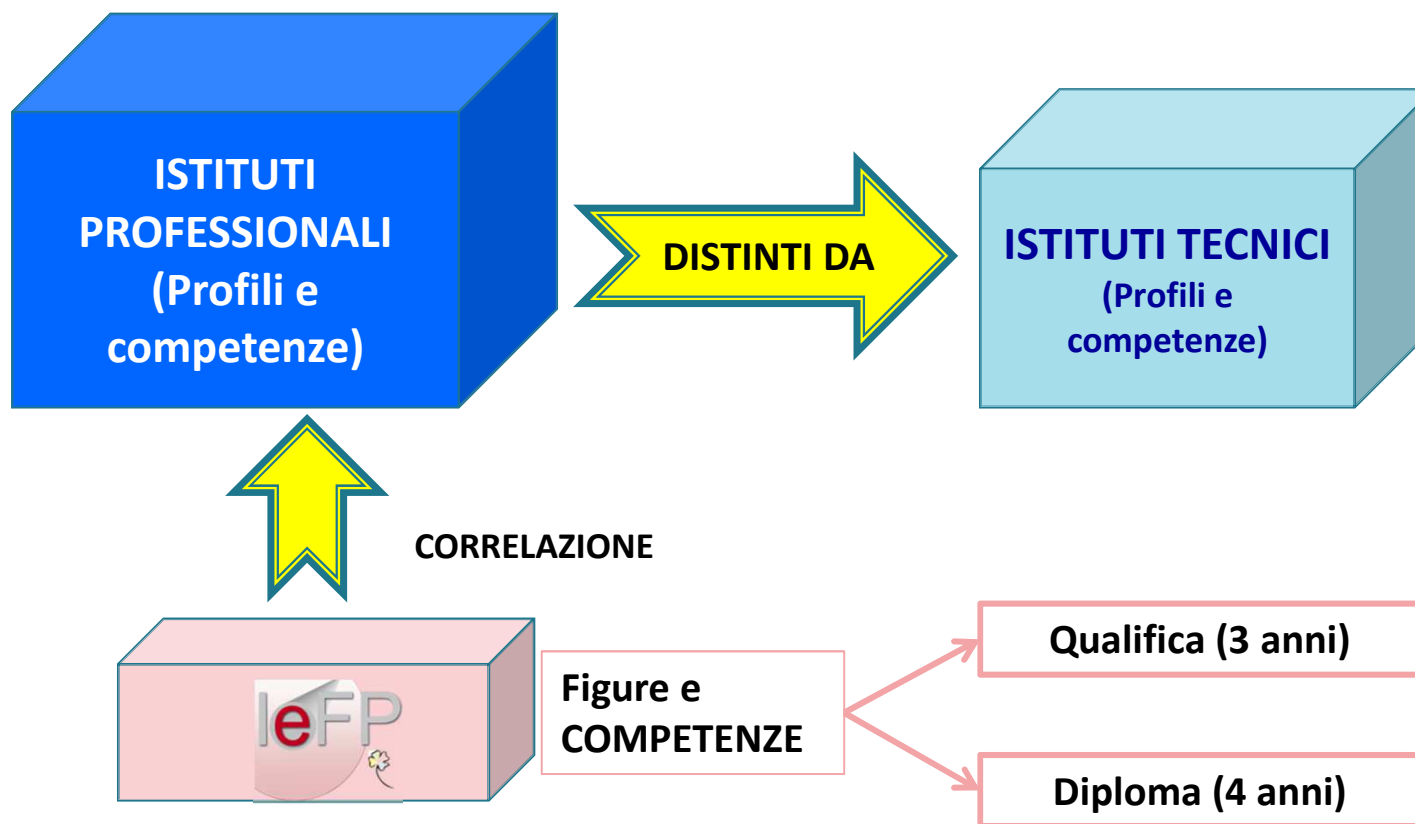 ISTITUTI
PROFESSIONALI
(Profili e
competenze)
DISTINTI DA
ISTITUTI TECNICI
(Profili e
competenze)
CORRELAZIONE
IeFP
Figure e
COMPETENZE
Qualifica (3 anni)
Diploma (4 anni)